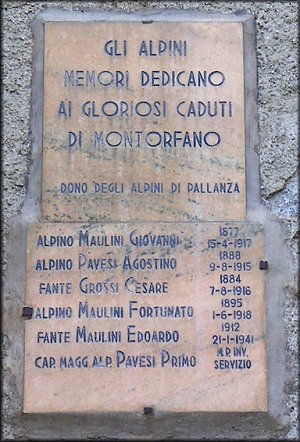 GLI ALPINI
MEMORI DEDICANO
AI GLORIOSI CADUTI
DI MONTORFANO
DONO DEGLI ALPINI DI PALLANZA
ALPINO MAULINI GIOVANNI 1877 15-4-1917
ALPINO PAVESI AGOSTINO 1888 9-8-1915
FANTE GROSSI CESARE 1884 7-8-1916
ALPINO MAULINI FORTUNATO 1895 1-6-1918
FANTE MAULINI EDOARDO 1912 21-1-1941
CAP. MAGG. ALP. PAVESI PRIMO M.P. INV. SERVIZIO